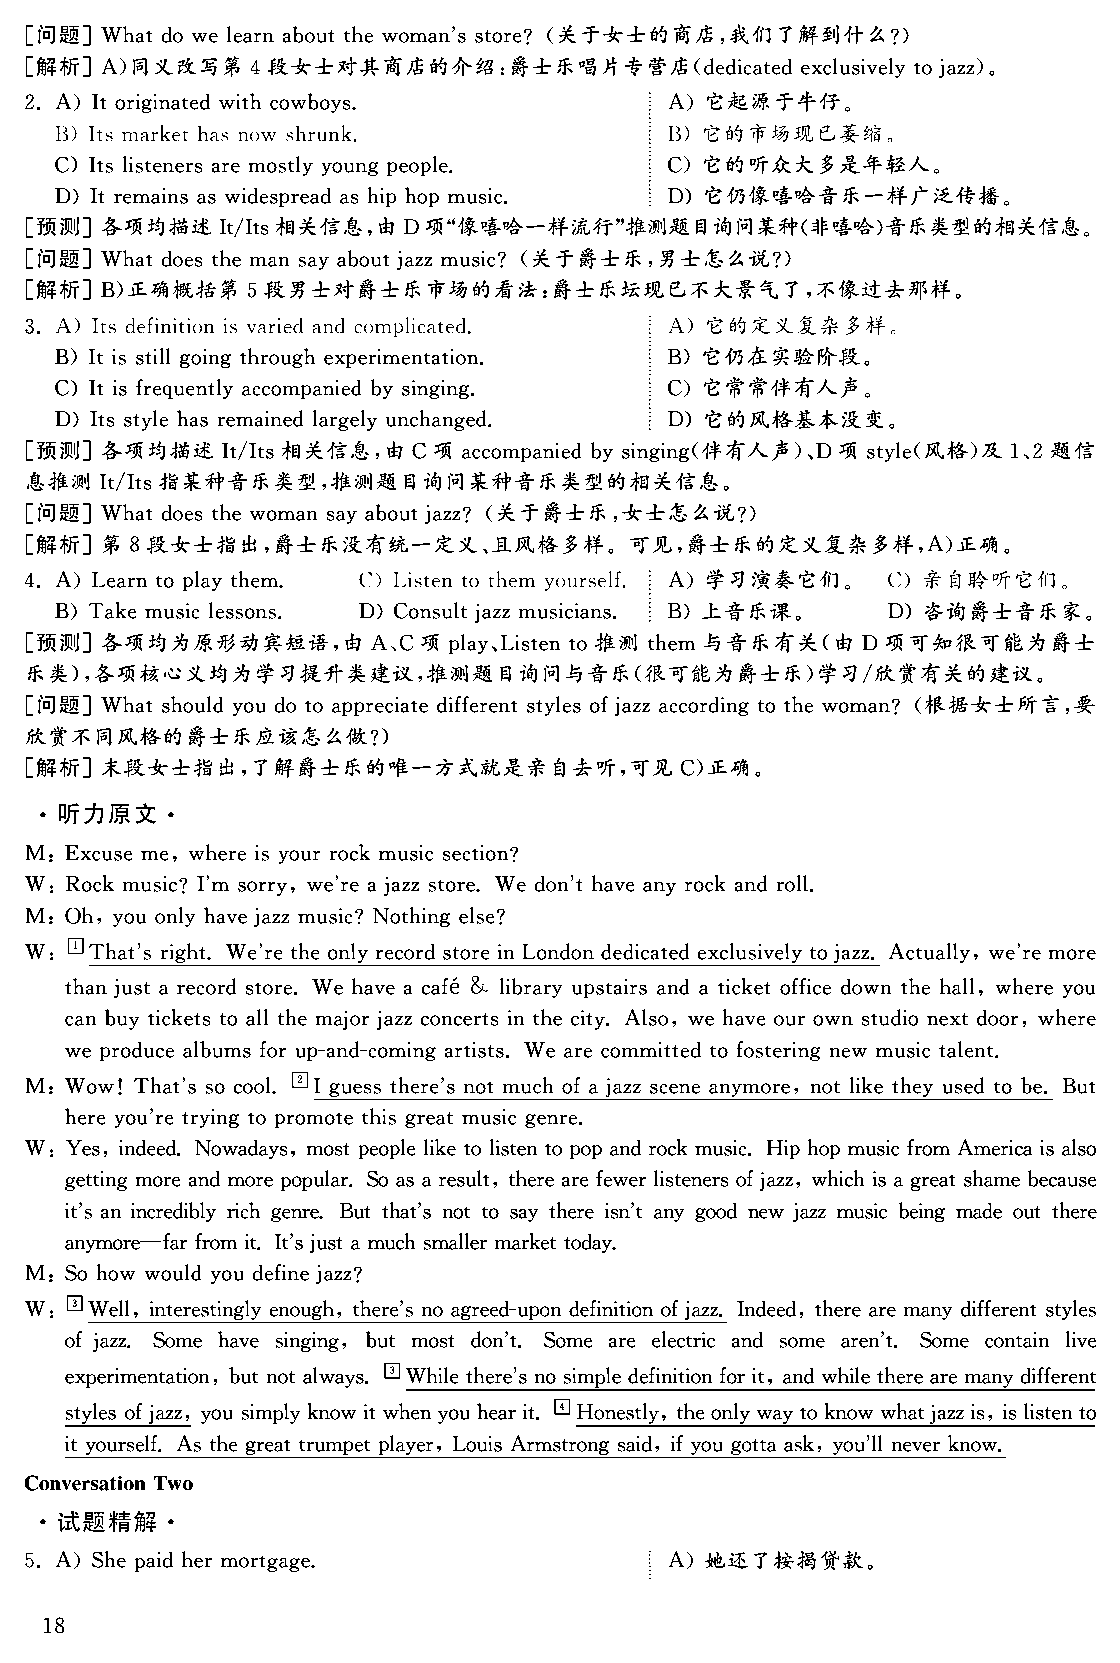 [问题] What do we learn about the woman's store? (关于女士的商店,我们了解到什么?)
[解析] A)同义改写第 4 段女士对其商店的介绍:爵士乐唱片专营店(dedicated exclusively to jazz)。
2. A) It originated with cowboys. A) 它起源于牛仔。
B) Its market has now shrunk. B) 它的市场现已萎缩。
C) Its listeners are mostly young people. C) 它的听众大多是年轻人。
D) It remains as widespread as hip hop music. D) 它仍像嘻哈音乐一样广泛传播。
[预测] 各项均描述 It/Its 相关信息,由 D 项“像嘻哈一样流行”推测题目询问某种(非嘻哈)音乐类型的相关信息。
[问题] What does the man say about jazz music? (关于爵士乐,男士怎么说?)
[解析] B)正确概括第 5 段男士对爵士乐市场的看法:爵士乐坛现已不大景气了,不像过去那样。
3. A) Its definition is varied and complicated. A) 它的定义复杂多样。
B) It is still going through experimentation. B) 它仍在实验阶段。
C) It is frequently accompanied by singing. C) 它常常伴有人声。
D) Its style has remained largely unchanged. D) 它的风格基本没变。
[预测] 各项均描述 It/Its 相关信息,由 C 项 accompanied by singing(伴有人声)、D 项 style(风格)及 1、2 题信
息推测 It/Its 指某种音乐类型,推测题目询问某种音乐类型的相关信息。
[问题] What does the woman say about jazz? (关于爵士乐,女士怎么说?)
[解析] 第 8 段女士指出,爵士乐没有统一定义、且风格多样。可见,爵士乐的定义复杂多样,A)正确。
4. A) Learn to play them. C) Listen to them yourself. A) 学习演奏它们。 C) 亲自聆听它们。
B) Take music lessons. D) Consult jazz musicians. B) 上音乐课。 D) 咨询爵士音乐家。
[预测] 各项均为原形动宾短语,由 A、C 项 play、Listen to 推测 them 与音乐有关(由 D 项可知很可能为爵士
乐类),各项核心义均为学习提升类建议,推测题目询问与音乐(很可能为爵士乐)学习/欣赏有关的建议。
[问题] What should you do to appreciate different styles of jazz according to the woman? (根据女士所言,要
欣赏不同风格的爵士乐应该怎么做?)
[解析] 末段女士指出,了解爵士乐的唯一方式就是亲自去听,可见 C)正确。
·听力原文·
M: Excuse me, where is your rock music section?
W: Rock music? I'm sorry, we're a jazz store. We don't have any rock and roll.
M: Oh, you only have jazz music? Nothing else?
W: [1]That's right. We're the only record store in London dedicated exclusively to jazz. Actually, we're more
than just a record store. We have a café & library upstairs and a ticket office down the hall, where you
can buy tickets to all the major jazz concerts in the city. Also, we have our own studio next door, where
we produce albums for up-and-coming artists. We are committed to fostering new music talent.
M: Wow! That's so cool. [2]I guess there's not much of a jazz scene anymore, not like they used to be. But
here you're trying to promote this great music genre.
W: Yes, indeed. Nowadays, most people like to listen to pop and rock music. Hip hop music from America is also
getting more and more popular. So as a result, there are fewer listeners of jazz, which is a great shame because
it's an incredibly rich genre. But that's not to say there isn't any good new jazz music being made out there
anymore—far from it. It's just a much smaller market today.
M: So how would you define jazz?
W: [3]Well, interestingly enough, there's no agreed-upon definition of jazz. Indeed, there are many different styles
of jazz. Some have singing, but most don't. Some are electric and some aren't. Some contain live
experimentation, but not always. [3]While there's no simple definition for it, and while there are many different
styles of jazz, you simply know it when you hear it. [4]Honestly, the only way to know what jazz is, is listen to
it yourself. As the great trumpet player, Louis Armstrong said, if you gotta ask, you'll never know.
Conversation Two
·试题精解·
5. A) She paid her mortgage. A) 她还了按揭贷款。
18